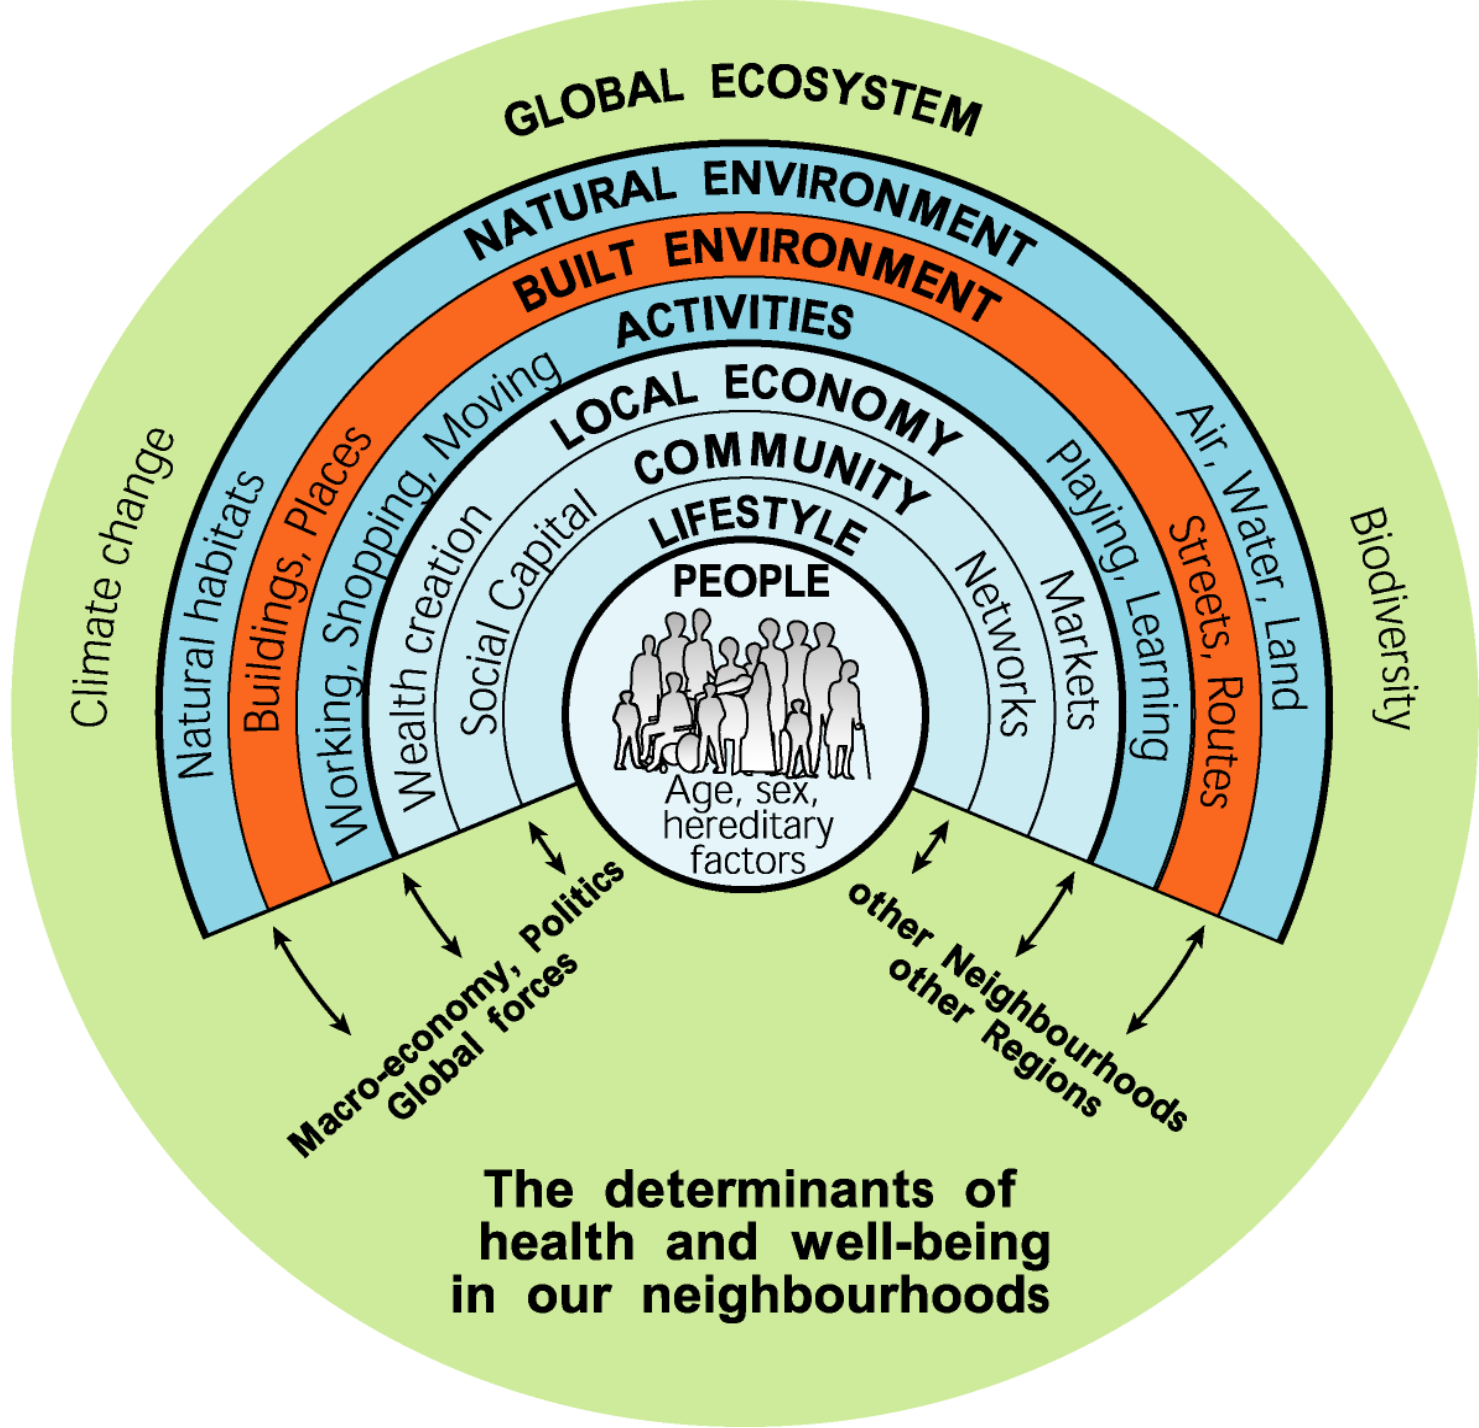 GLOBAL ECOSYSTEM
NATURAL ENVIRONMENT
BUILT ENVIRONMENT
ACTIVITIES
LOCAL ECONOMY
COMMUNITY
LIFESTYLE
PEOPLE
Age, sex,
hereditary
factors
Climate change
Natural habitats
Buildings, Places
Working, Shopping, Moving
Wealth creation
Social Capital
Networks
Markets
Playing, Learning
Streets, Routes
Air, Water, Land
Biodiversity
Macro-economy, Politics
Global forces
other Neighbourhoods
other Regions
The determinants of
health and well-being
in our neighbourhoods